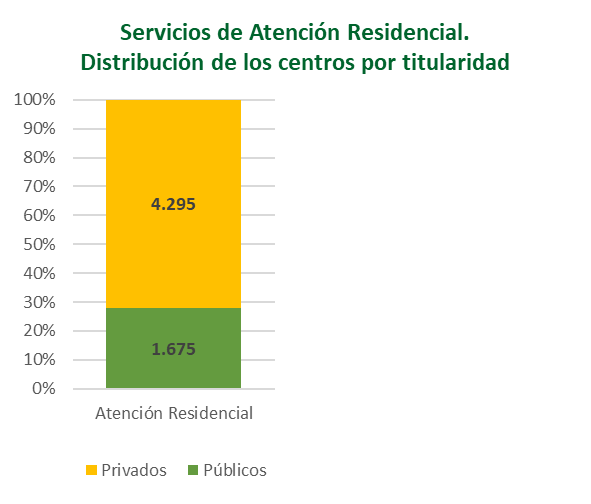 Servicios de Atención Residencial.
Distribución de los centros por titularidad
100%
90%
80%
70%
60%
50%
40%
30%
20%
10%
0%
4.295
1.675
Atención Residencial
Privados
Públicos